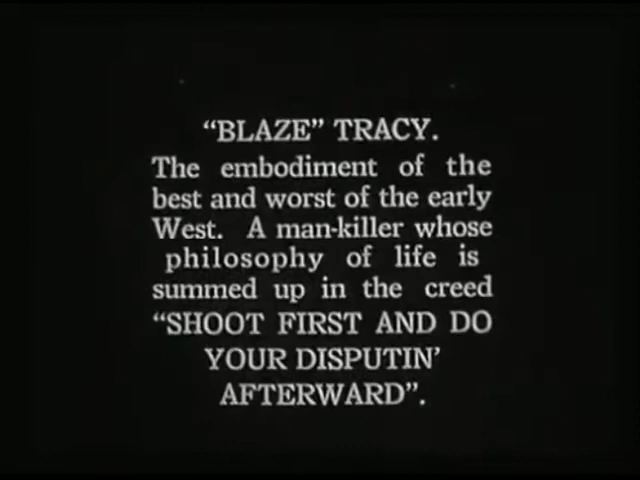 “BLAZE” TRACY.
The embodiment of the
best and worst of the early
West. A man-killer whose
philosophy of life is
summed up in the creed
“SHOOT FIRST AND DO
YOUR DISPUTIN’
AFTERWARD”.